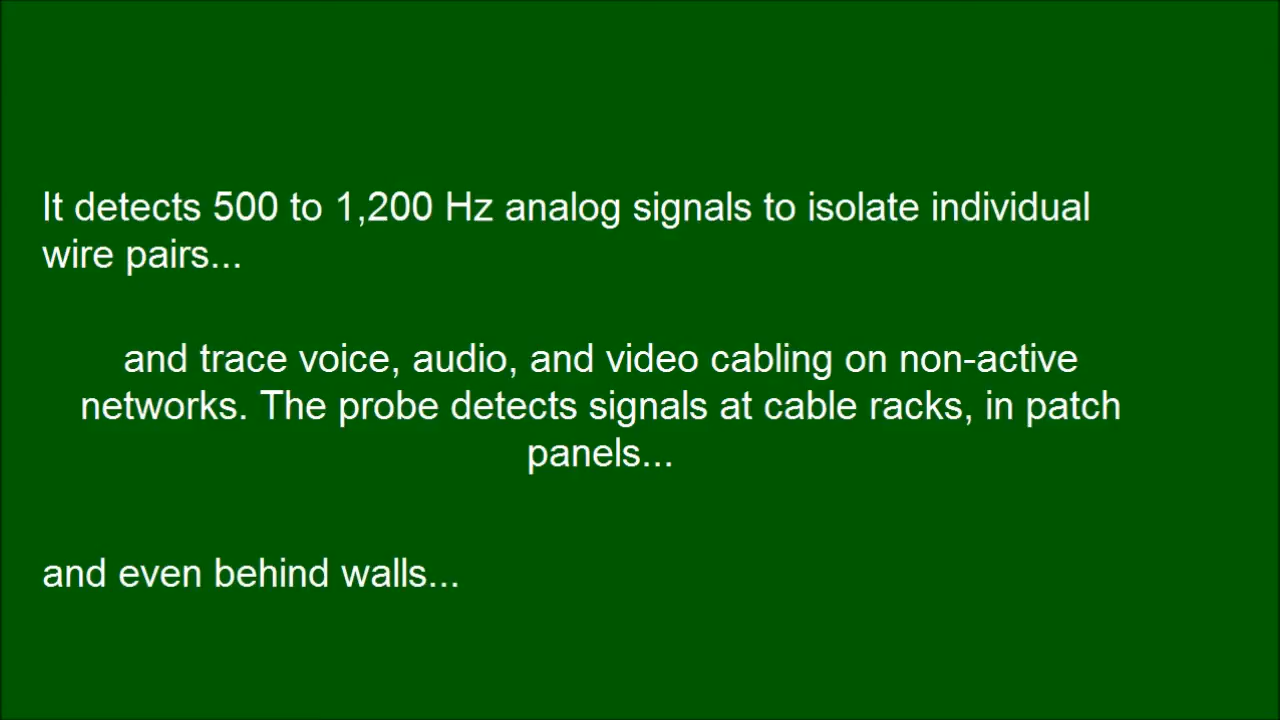 It detects 500 to 1,200 Hz analog signals to isolate individual
wire pairs...
and trace voice, audio, and video cabling on non-active
networks. The probe detects signals at cable racks, in patch
panels...
and even behind walls...